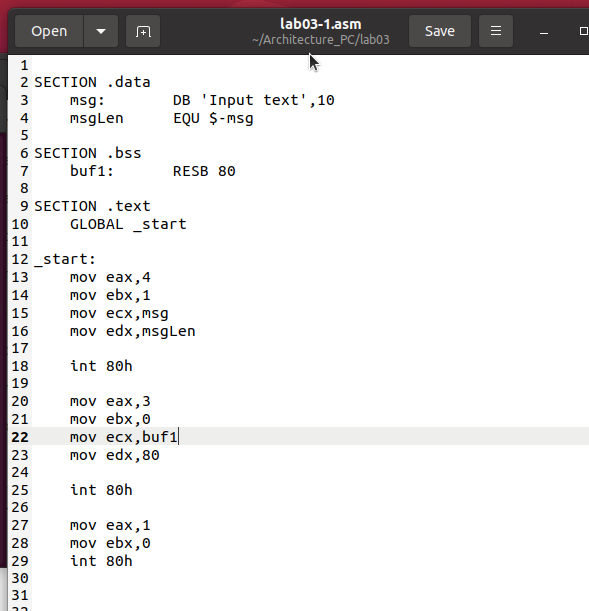 Open
lab03-1.asm
~/Architecture_PC/lab03
Save
1
2 SECTION .data
3     msg:        DB 'Input text',10
4     msgLen      EQU $-msg
5
6 SECTION .bss
7     buf1:       RESB 80
8
9 SECTION .text
10     GLOBAL _start
11
12 _start:
13     mov eax,4
14     mov ebx,1
15     mov ecx,msg
16     mov edx,msgLen
17
18     int 80h
19
20     mov eax,3
21     mov ebx,0
22     mov ecx,buf1
23     mov edx,80
24
25     int 80h
26
27     mov eax,1
28     mov ebx,0
29     int 80h
30
31